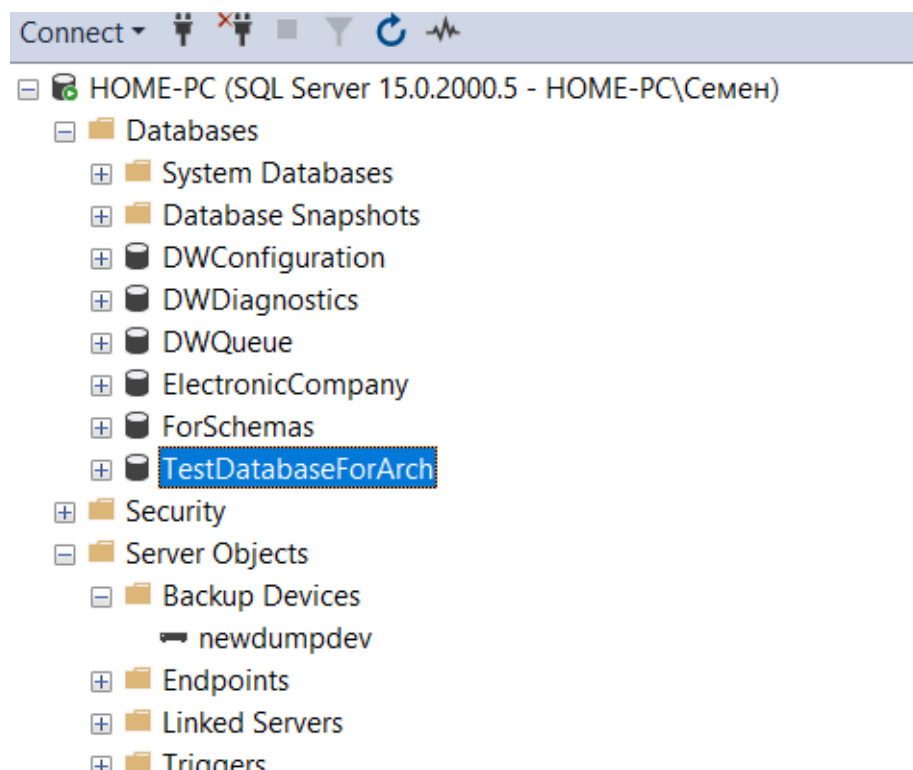 Connect
HOME-PC (SQL Server 15.0.2000.5 - HOME-PC\Семен)
Databases
System Databases
Database Snapshots
DWConfiguration
DWDiagnostics
DWQueue
ElectronicCompany
ForSchemas
TestDatabaseForArch
Security
Server Objects
Backup Devices
newdumpdev
Endpoints
Linked Servers
Triggers